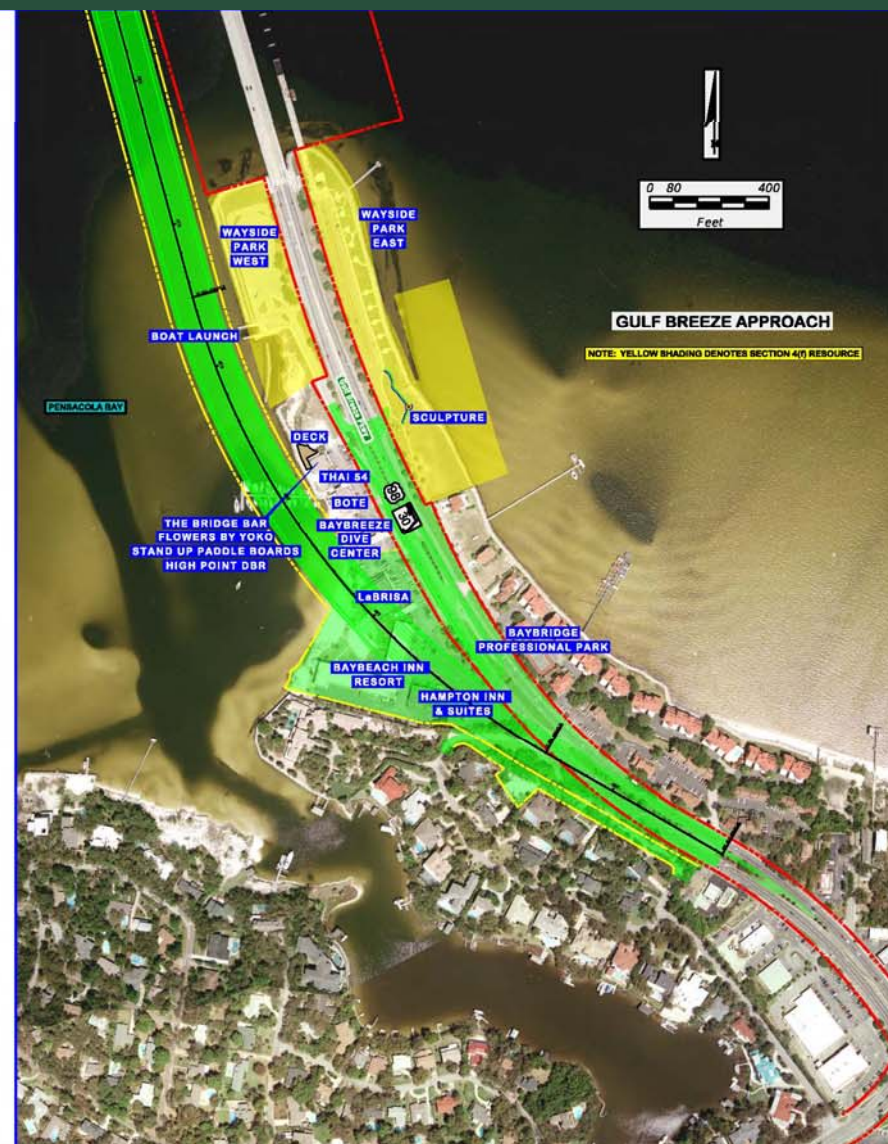 0 80 400
Feet
WAYSIDE
PARK
EAST
WAYSIDE
PARK
WEST
GULF BREEZE APPROACH
BOAT LAUNCH
NOTE: YELLOW SHADING DENOTES SECTION 4(f) RESOURCE
PENSACOLA BAY
SCULPTURE
DECK
THAI 54
98
30
BOTE
THE BRIDGE BAR
FLOWERS BY YOKO
STAND UP PADDLE BOARDS
HIGH POINT DBR
BAYBREEZE
DIVE
CENTER
LaBRISA
BAYBRIDGE
PROFESSIONAL PARK
BAYBEACH INN
RESORT
HAMPTON INN
& SUITES